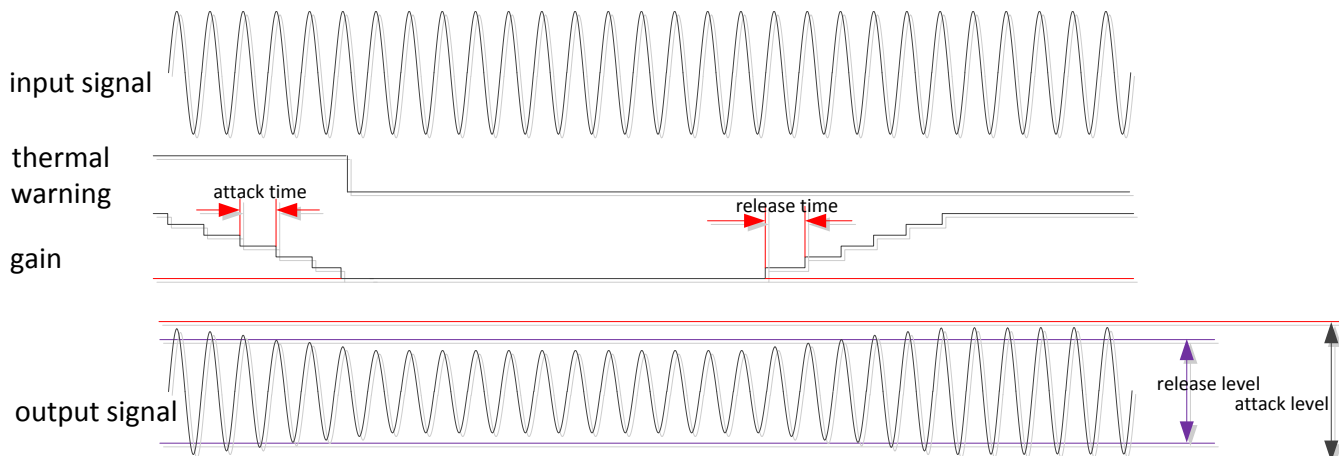 input signal
thermal
warning
attack time
release time
gain
release level
attack level
output signal